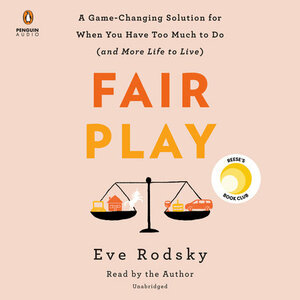 PENGUIN
AUDIO
A Game-Changing Solution for
When You Have Too Much to Do
(and More Life to Live)
FAIR
PLAY
REESE'S
BOOK CLUB
Eve Rodsky
Read by the Author
Unabridged